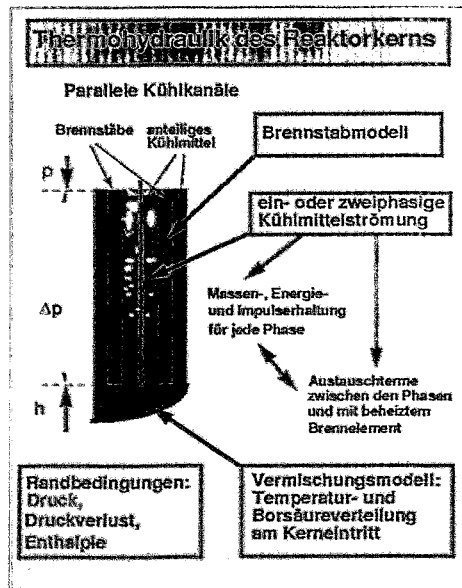 Thermohydraulik des Reaktorkerns
Parallele Kühlkanäle
Brennstäbe
anteiliges
Kühlmittel
Brennstabmodell
p
ein- oder zweiphasige
Kühlmittelströmung
Δp
Massen-, Energie-
und Impulserhaltung
für jede Phase
Austauschterme
zwischen den Phasen
und mit beheiztem
Brennelement
h
Randbedingungen:
Druck,
Druckverlust,
Enthalpie
Vermischungsmodell:
Temperatur- und
Borsäureverteilung
am Kerneintritt